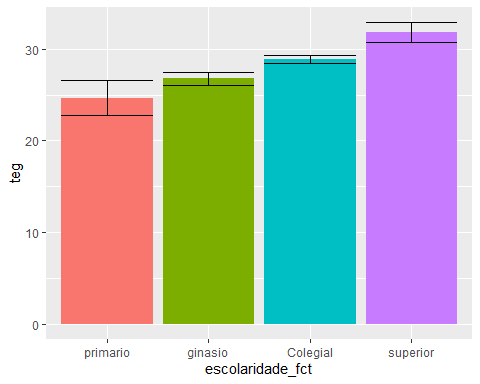 30
20
10
0
teg
primario ginasio Colegial superior
escolaridade_fct